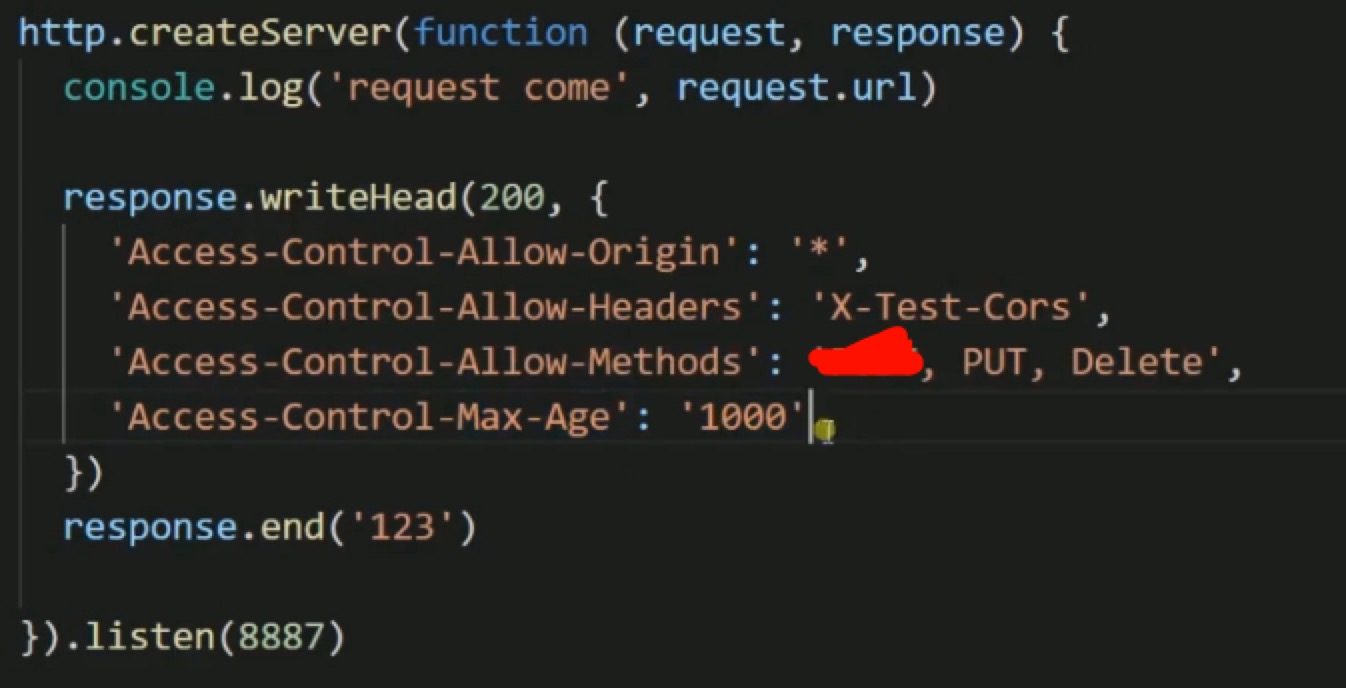 http.createServer(function (request, response) {
console.log('request come', request.url)
response.writeHead(200, {
'Access-Control-Allow-Origin': '*',
'Access-Control-Allow-Headers': 'X-Test-Cors',
'Access-Control-Allow-Methods': , PUT, Delete',
'Access-Control-Max-Age': '1000'
})
response.end('123')
}).listen(8887)